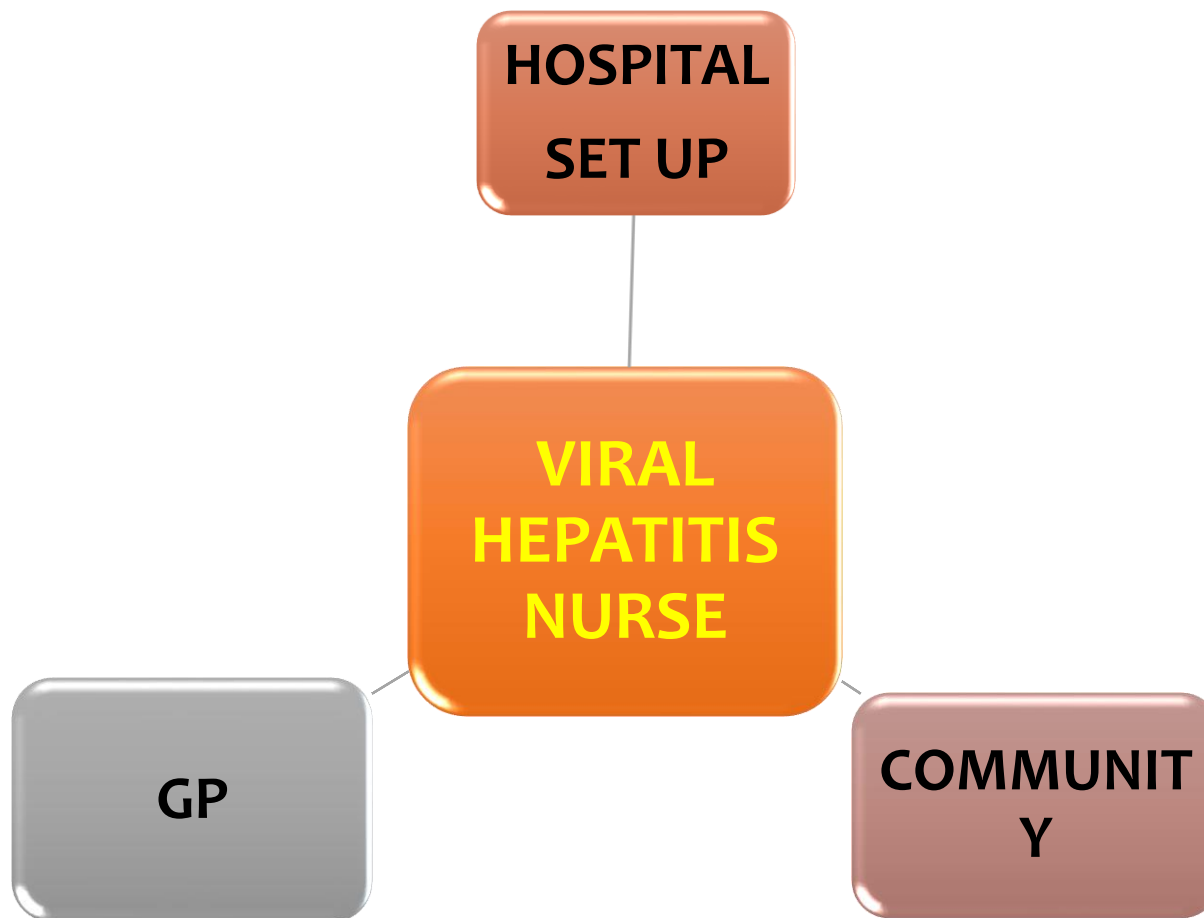 HOSPITAL
SET UP
VIRAL
HEPATITIS
NURSE
GP
COMMUNIT
Y